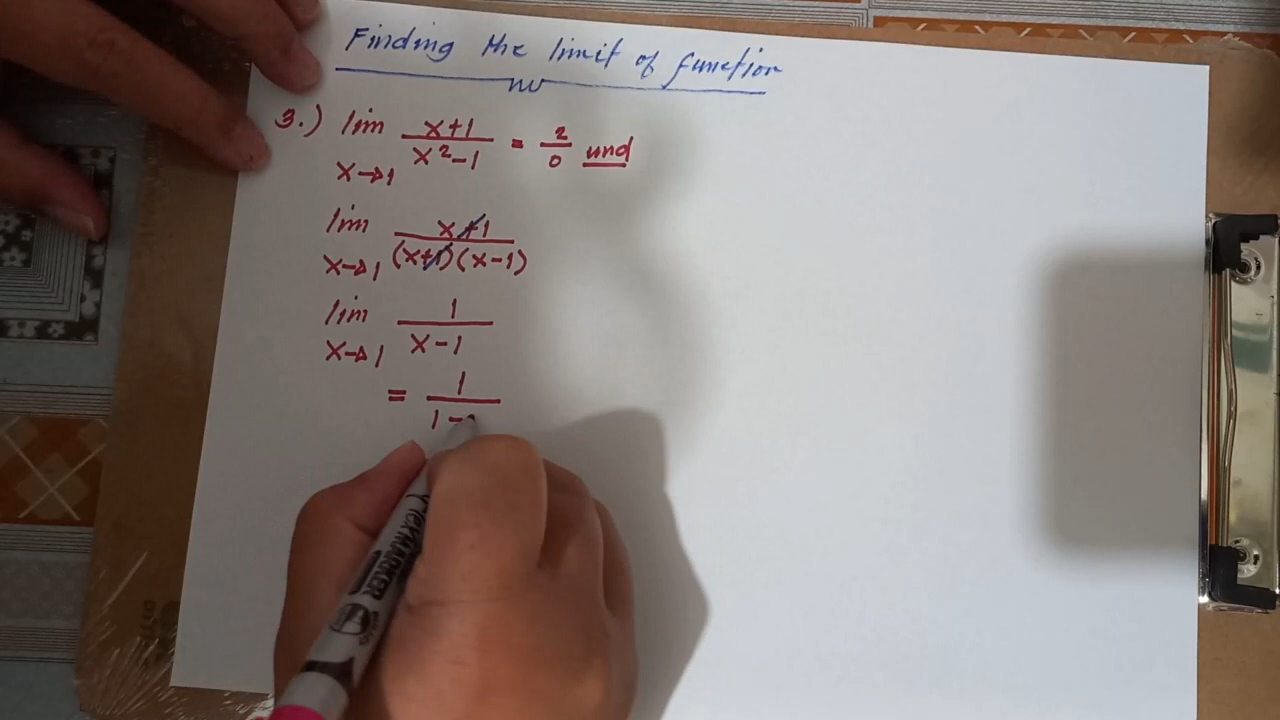 Finding the limit of function
3.) lim x→1 x+1 / x²-1 = 2/0 und
lim x→1 x+1 / (x+1)(x-1)
lim x→1 1 / x-1
= 1 / 1-